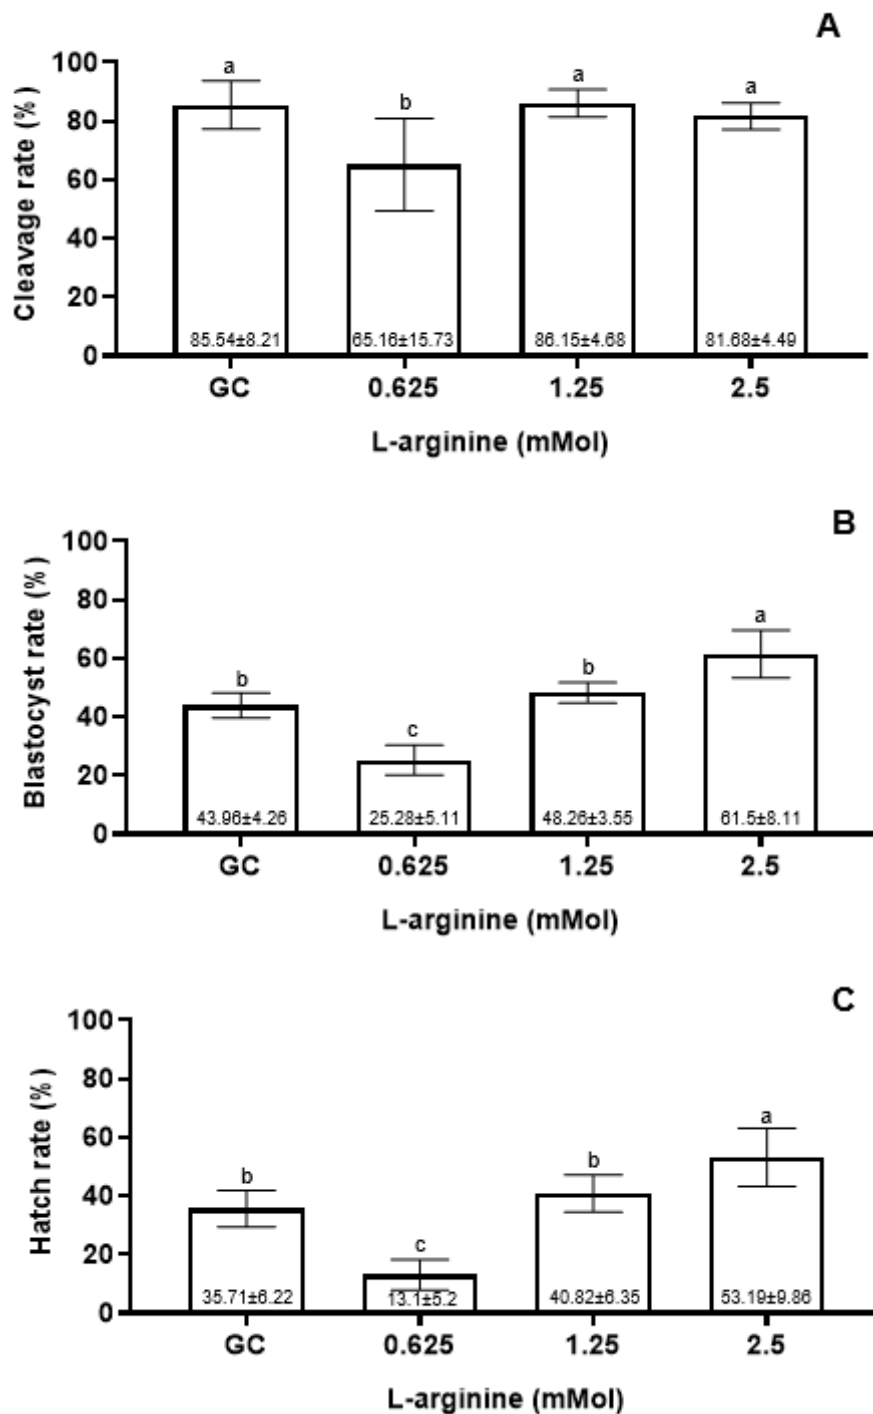 A
Cleavage rate (%)
100
80
60
40
20
0
a
b
a
a
85.54±8.21
65.16±15.73
86.15±4.68
81.68±4.49
GC
0.625
1.25
2.5
L-arginine (mMol)
B
Blastocyst rate (%)
100
80
60
40
20
0
b
c
b
a
43.96±4.26
25.28±5.11
48.26±3.55
61.5±8.11
GC
0.625
1.25
2.5
L-arginine (mMol)
C
Hatch rate (%)
100
80
60
40
20
0
b
c
b
a
35.71±6.22
13.1±5.2
40.82±6.35
53.19±9.86
GC
0.625
1.25
2.5
L-arginine (mMol)